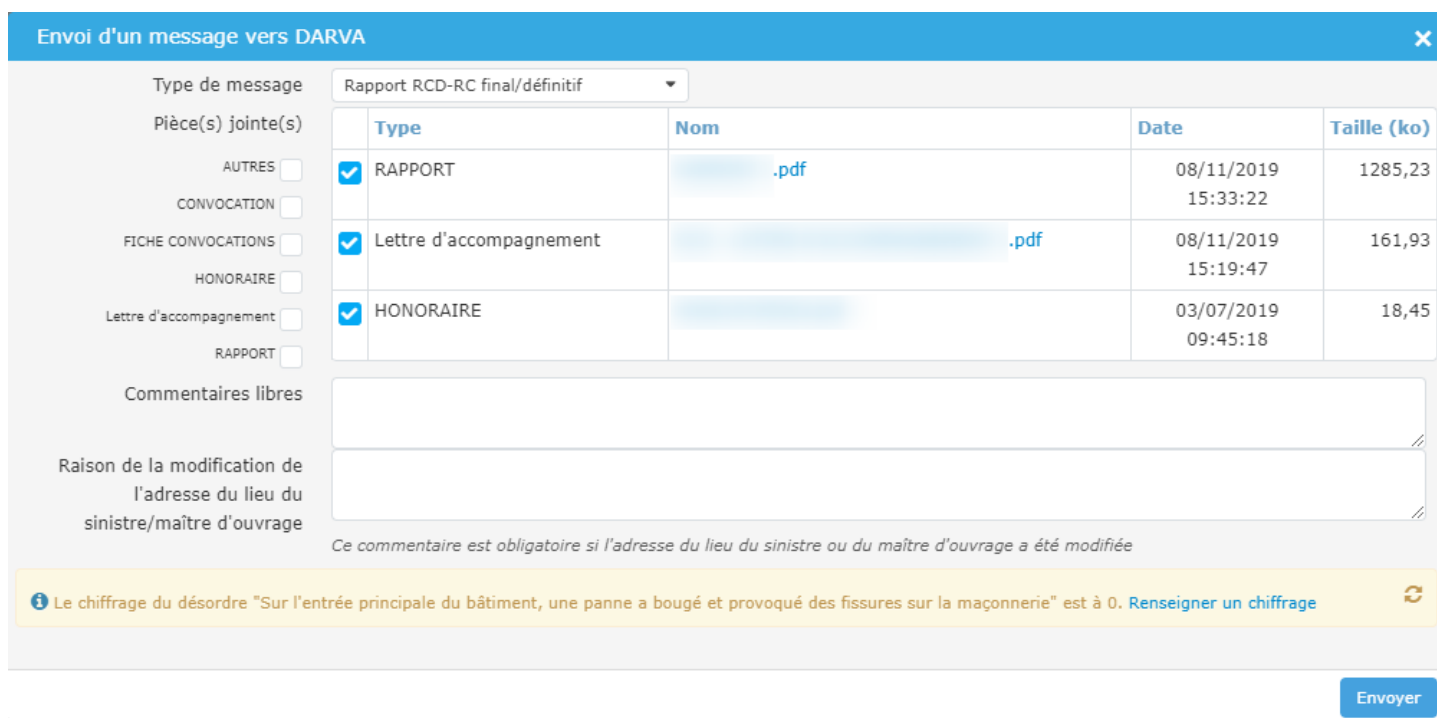 Envoi d'un message vers DARVA
Type de message
Rapport RCD-RC final/définitif
Pièce(s) jointe(s)
Type Nom Date Taille (ko)
AUTRES
CONVOCATION
FICHE CONVOCATIONS
HONORAIRE
Lettre d'accompagnement
RAPPORT
RAPPORT .pdf 08/11/2019 1285,23
15:33:22
Lettre d'accompagnement .pdf 08/11/2019 161,93
15:19:47
HONORAIRE 03/07/2019 18,45
09:45:18
Commentaires libres
Raison de la modification de
l'adresse du lieu du
sinistre/maître d'ouvrage
Ce commentaire est obligatoire si l'adresse du lieu du sinistre ou du maître d'ouvrage a été modifiée
Le chiffrage du désordre "Sur l'entrée principale du bâtiment, une panne a bougé et provoqué des fissures sur la maçonnerie" est à 0. Renseigner un chiffrage
Envoyer